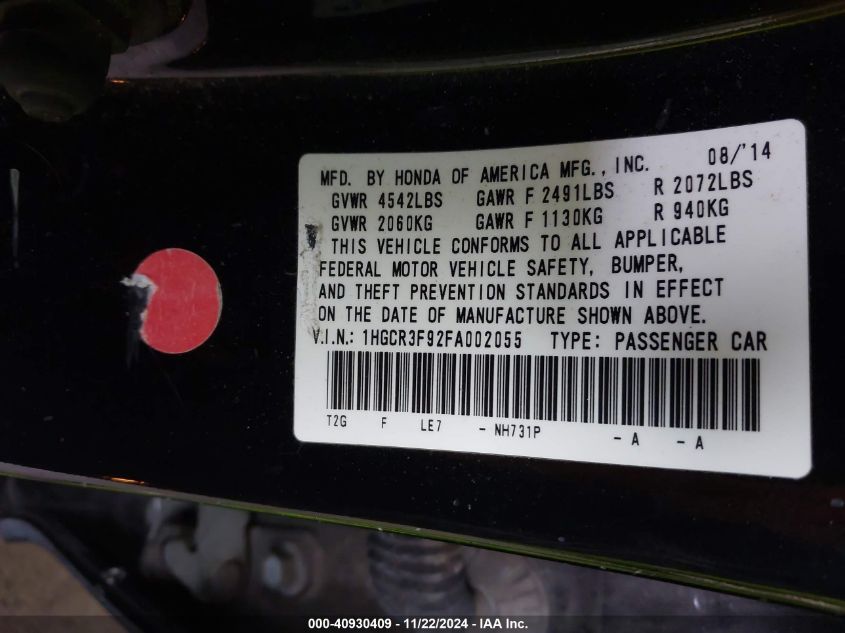 08/'14
MFD. BY HONDA OF AMERICA MFG., INC.
GVWR 4542LBS GAWR F 2491LBS R 2072LBS
GVWR 2060KG GAWR F 1130KG R 940KG
THIS VEHICLE CONFORMS TO ALL APPLICABLE
FEDERAL MOTOR VEHICLE SAFETY, BUMPER,
AND THEFT PREVENTION STANDARDS IN EFFECT
ON THE DATE OF MANUFACTURE SHOWN ABOVE.
V.I.N.: 1HGCR3F92FA002055 TYPE: PASSENGER CAR
T2G F LE7 - NH731P - A - A
000-40930409 - 11/22/2024 - IAA Inc.